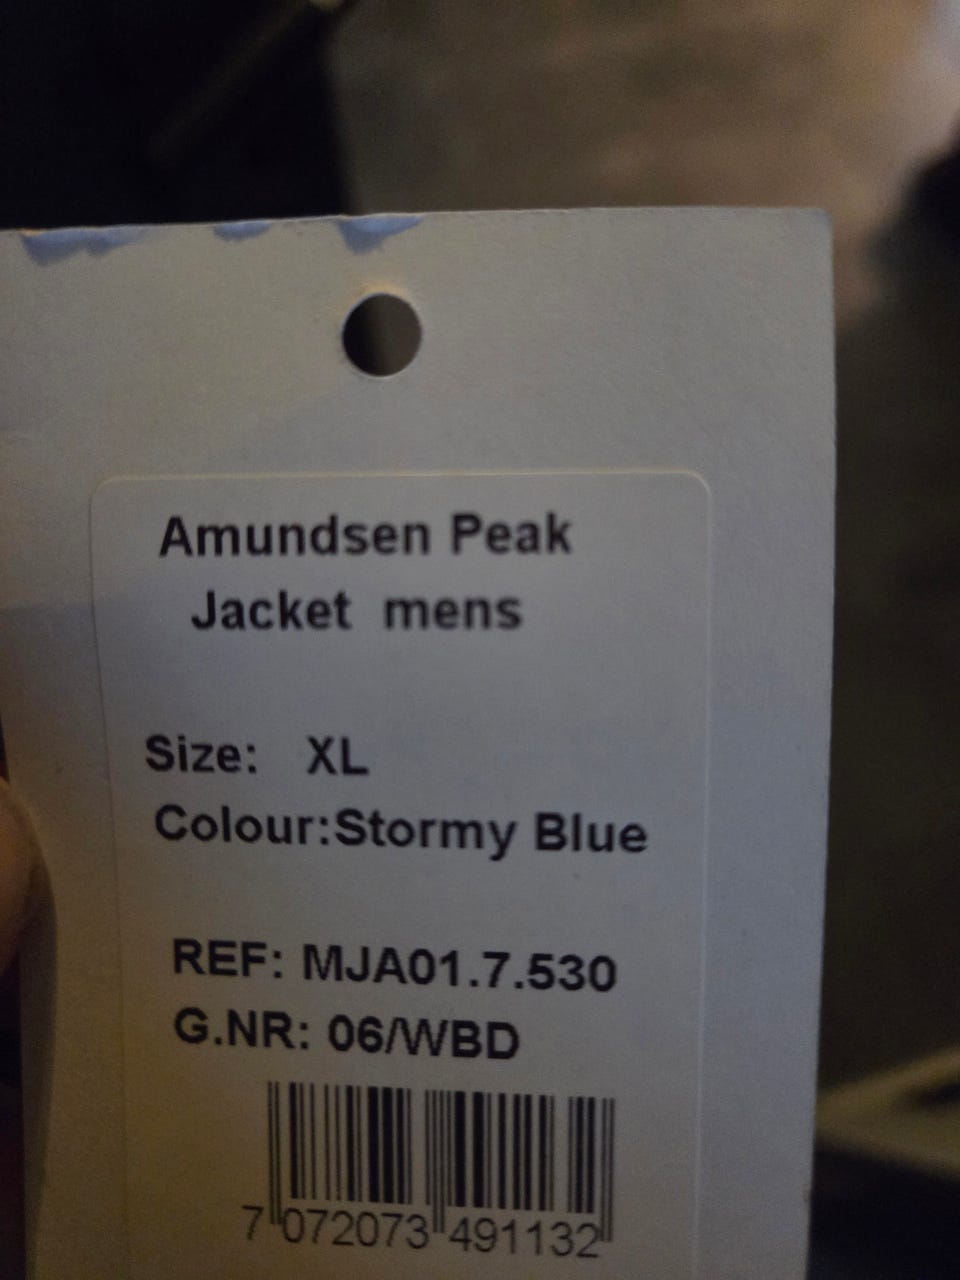 Amundsen Peak
Jacket mens
Size: XL
Colour:Stormy Blue
REF: MJA01.7.530
G.NR: 06/WBD
7 072073 491132